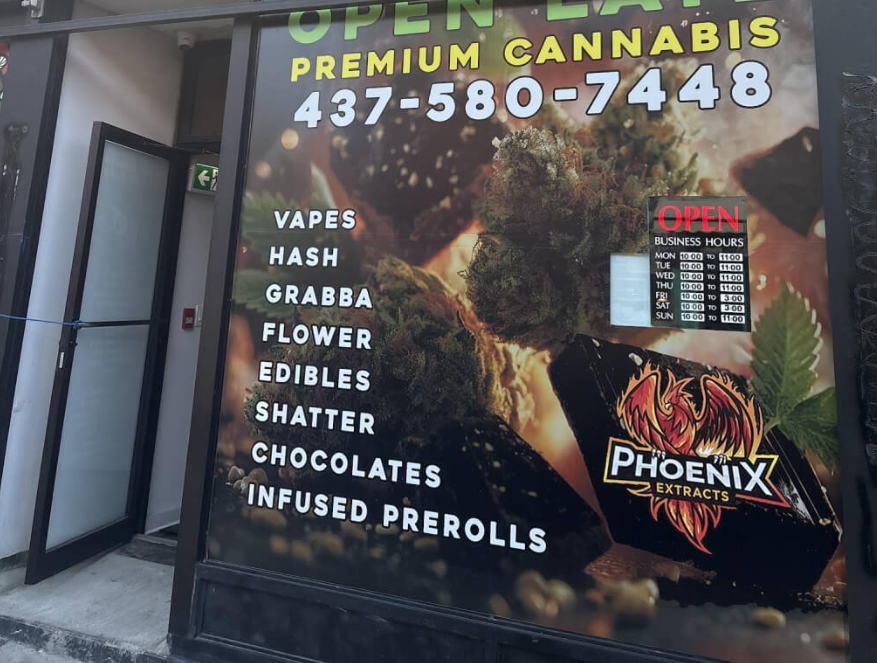 OPEN LATE
PREMIUM CANNABIS
437-580-7448
VAPES
HASH
GRABBA
FLOWER
EDIBLES
SHATTER
CHOCOLATES
INFUSED PREROLLS
OPEN
BUSINESS HOURS
MON 10:00 TO 11:00
TUE 10:00 TO 11:00
WED 10:00 TO 11:00
THU 10:00 TO 11:00
FRI 10:00 TO 3:00
SAT 10:00 TO 3:00
SUN 10:00 TO 11:00
PHOENIX
EXTRACTS